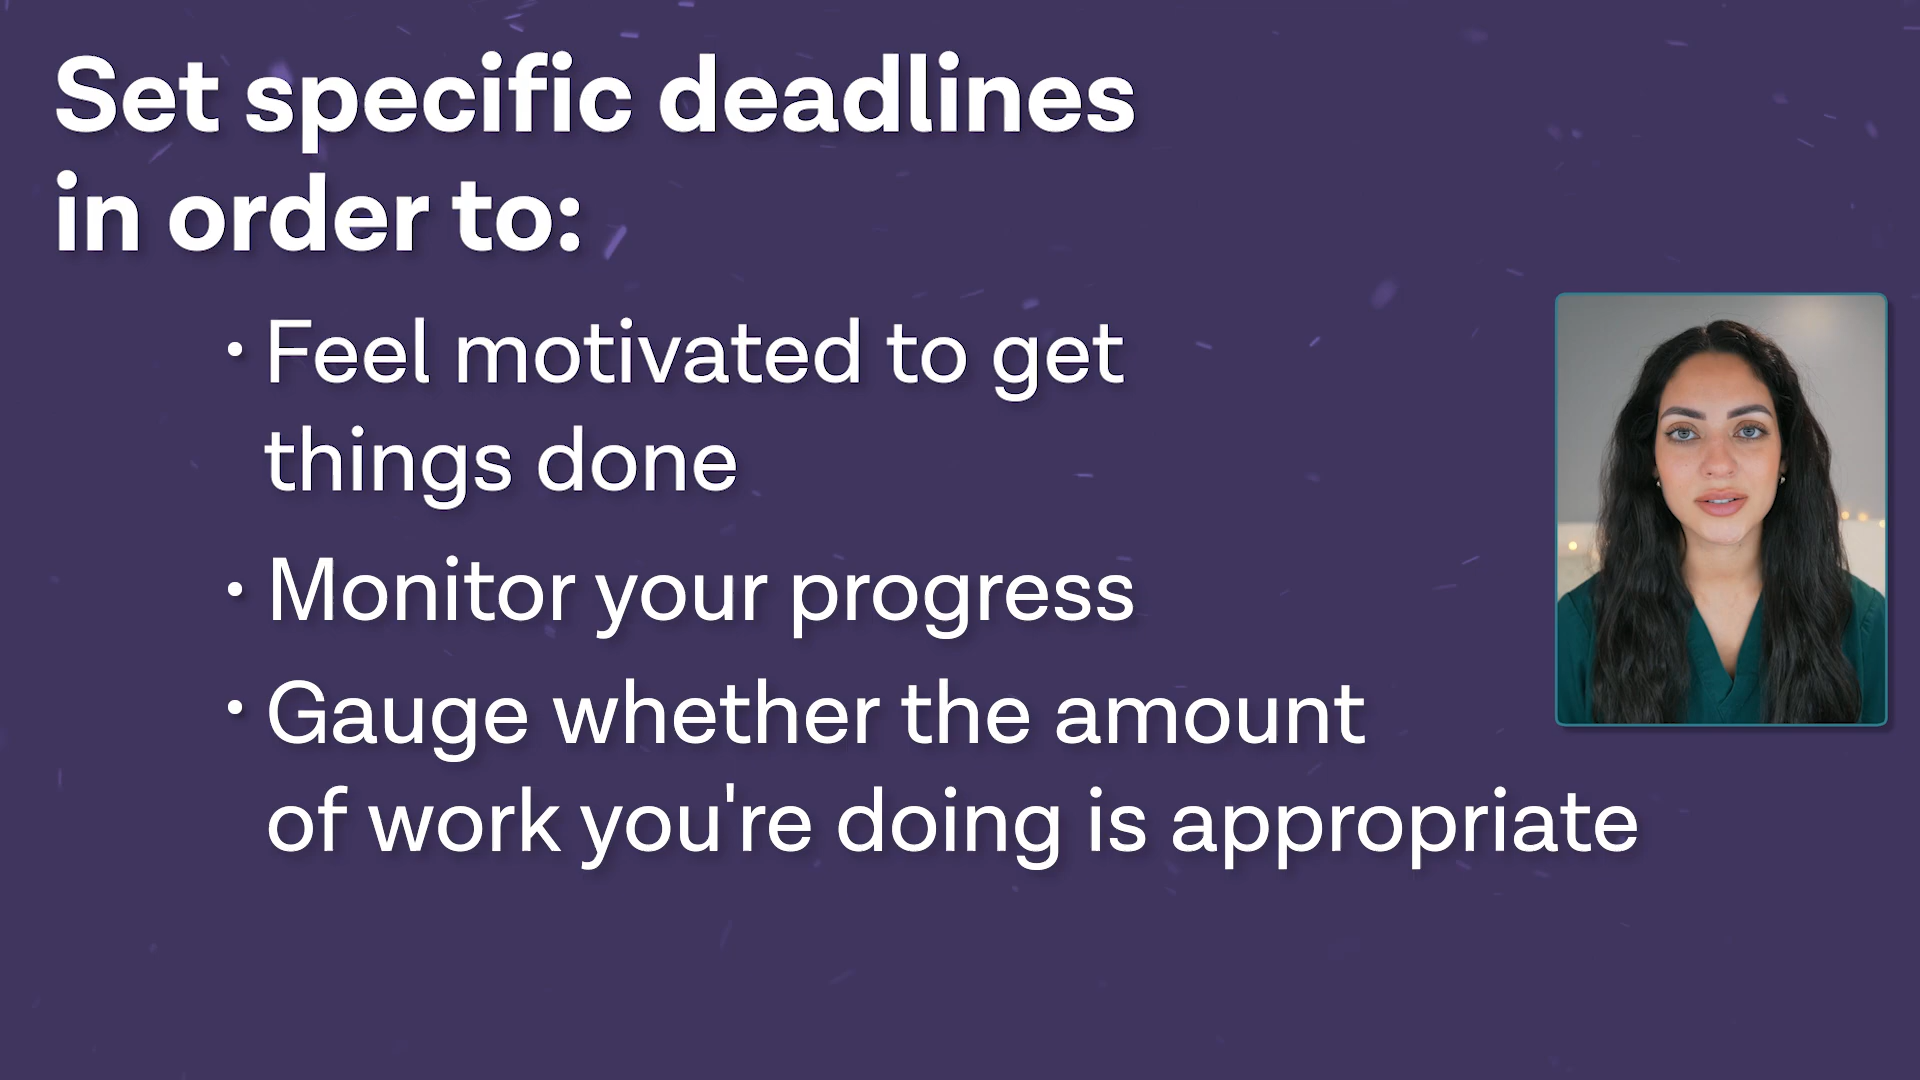 Set specific deadlines
in order to:
• Feel motivated to get
things done
• Monitor your progress
• Gauge whether the amount
of work you're doing is appropriate